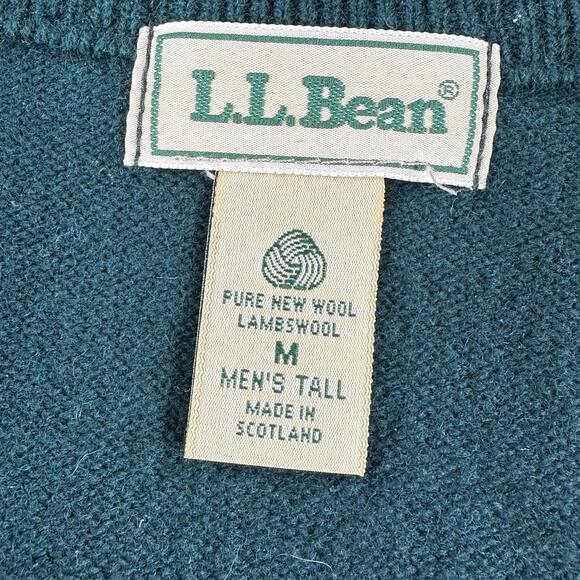 L.L.Bean®
PURE NEW WOOL
LAMBSWOOL
M
MEN'S TALL
MADE IN
SCOTLAND